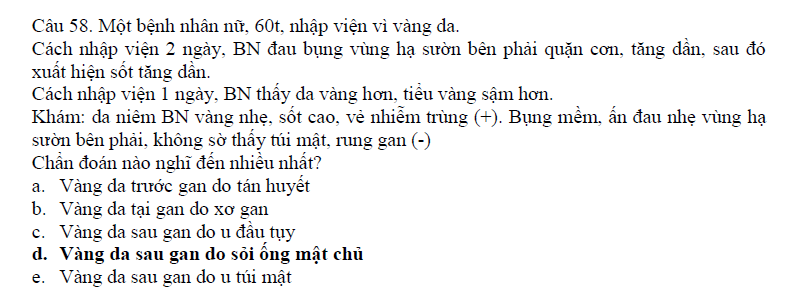 Câu 58. Một bệnh nhân nữ, 60t, nhập viện vì vàng da.
Cách nhập viện 2 ngày, BN đau bụng vùng hạ sườn bên phải quặn cơn, tăng dần, sau đó
xuất hiện sốt tăng dần.
Cách nhập viện 1 ngày, BN thấy da vàng hơn, tiểu vàng sậm hơn.
Khám: da niêm BN vàng nhẹ, sốt cao, vẻ nhiễm trùng (+). Bụng mềm, ấn đau nhẹ vùng hạ
sườn bên phải, không sờ thấy túi mật, rung gan (-)
Chẩn đoán nào nghĩ đến nhiều nhất?
a. Vàng da trước gan do tán huyết
b. Vàng da tại gan do xơ gan
c. Vàng da sau gan do u đầu tụy
d. Vàng da sau gan do sỏi ống mật chủ
e. Vàng da sau gan do u túi mật